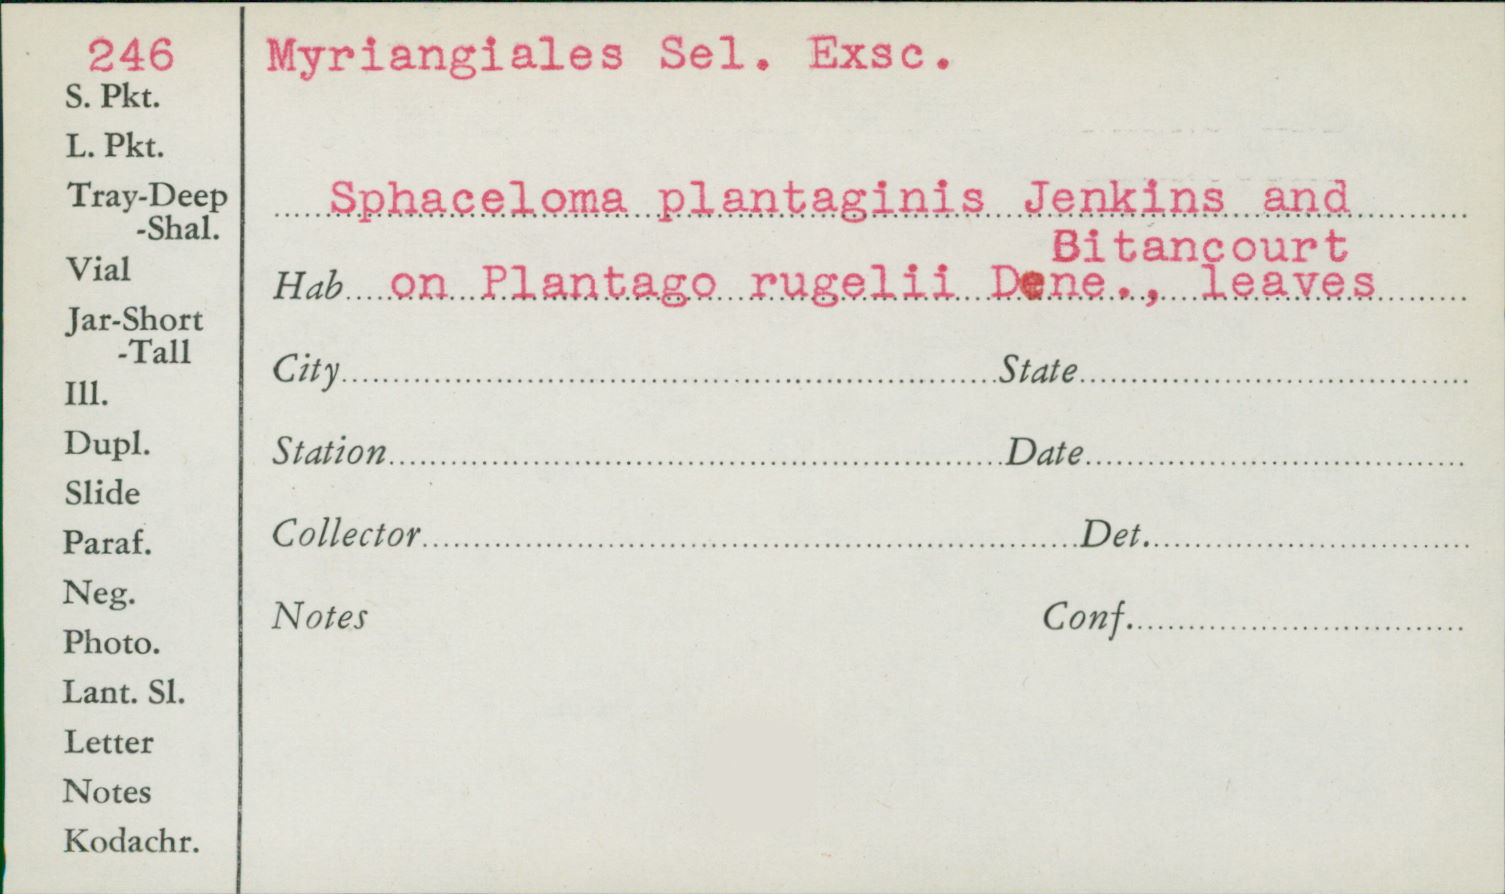 246
S. Pkt.
L. Pkt.
Tray-Deep
-Shal.
Vial
Jar-Short
-Tall
Ill.
Dupl.
Slide
Paraf.
Neg.
Photo.
Lant. Sl.
Letter
Notes
Kodachr.
Myriangiales Sel. Exsc.
Sphaceloma plantaginis Jenkins and
Bitancourt
Hab on Plantago rugelii Dene., leaves
City State
Station Date
Collector Det.
Notes Conf.